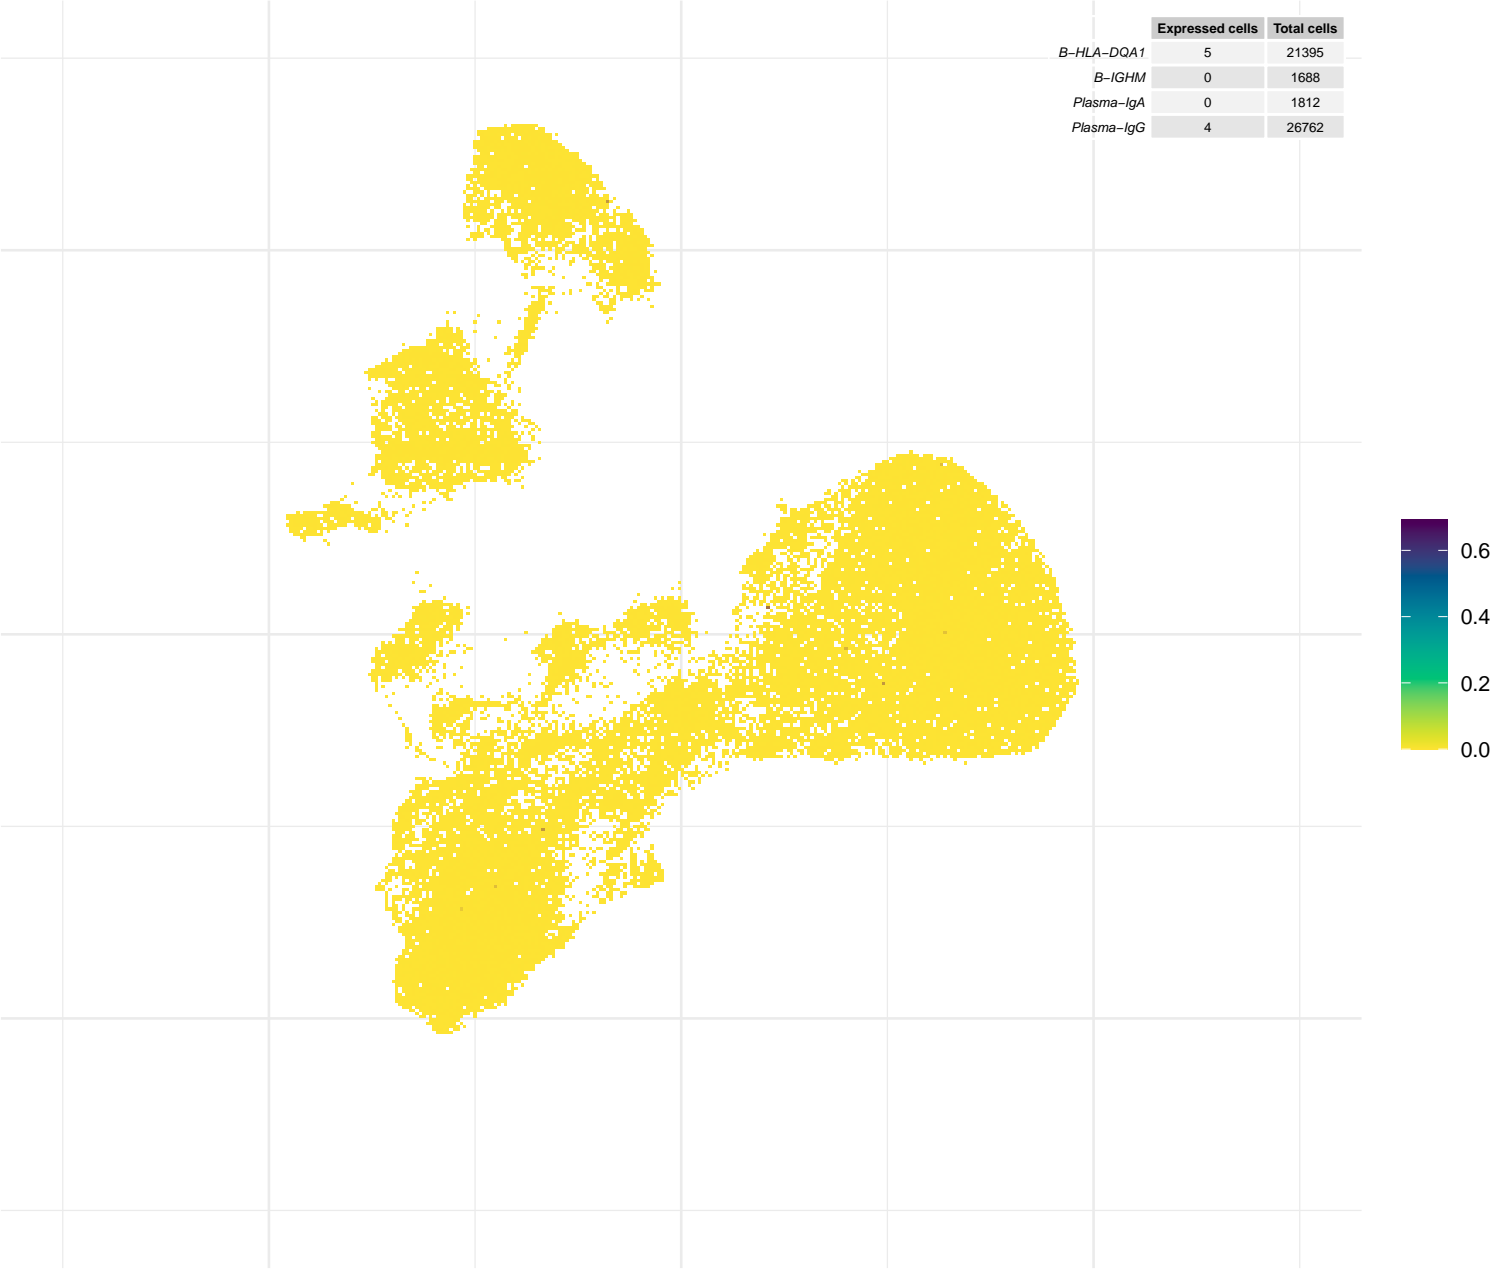 Expressed cells Total cells
B−HLA−DQA1 5 21395
B−IGHM 0 1688
Plasma−IgA 0 1812
Plasma−IgG 4 26762
0.6
0.4
0.2
0.0